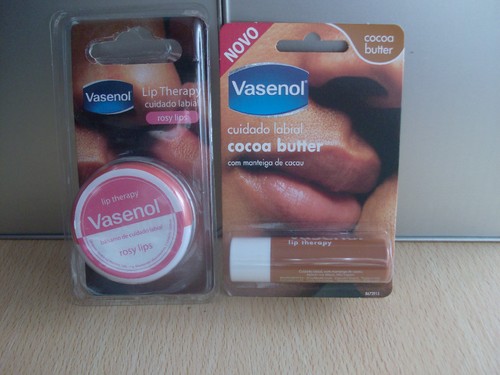 Vasenol
Lip Therapy
cuidado labial
rosy lips
lip therapy
Vasenol
rosy lips
NOVO
cocoa
butter
Vasenol
cuidado labial
cocoa butter
com manteiga de cacau
lip therapy